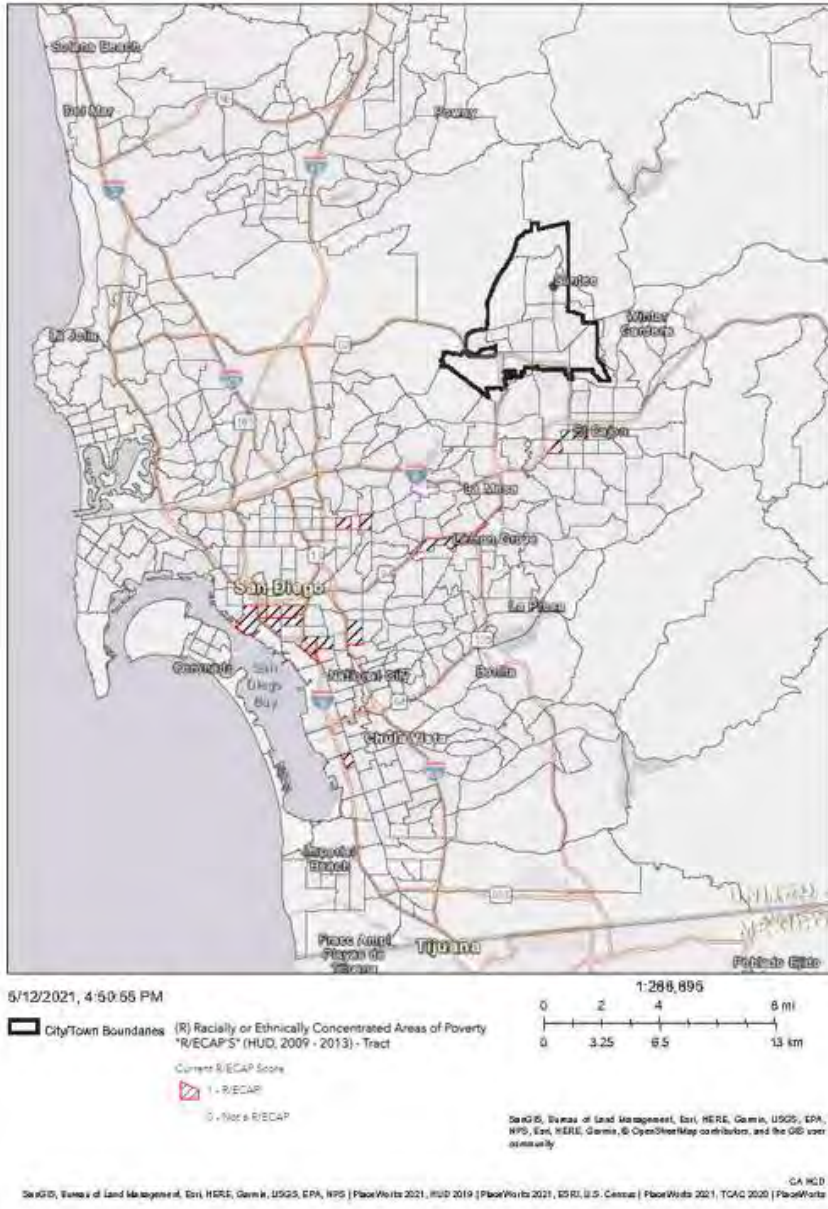 Solana Beach
Del Mar
Poway
Santee
Winter
Gardens
La Jolla
El Cajon
La Mesa
Lemon Grove
San Diego
La Presa
Coronado
San
Diego
Bay
National City
Bonita
Chula Vista
Imperial
Beach
Tijuana
Playas de
Tijuana
Poblado Ejido
5/12/2021, 4:50:55 PM
1:288,895
0 2 4 8 mi
0 3.25 6.5 13 km
City/Town Boundaries
(R) Racially or Ethnically Concentrated Areas of Poverty
"R/ECAP'S" (HUD, 2009 - 2013) - Tract
Current R/ECAP Score
1 - R/ECAP
0 - Not a R/ECAP
SanGIS, Bureau of Land Management, Esri, HERE, Garmin, USGS, EPA,
NPS, Esri, HERE, Garmin, © OpenStreetMap contributors, and the GIS user
community
CA HCD
SanGIS, Bureau of Land Management, Esri, HERE, Garmin, USGS, EPA, NPS | PlaceWorks 2021, HUD 2019 | PlaceWorks 2021, ESRI, U.S. Census | PlaceWorks 2021, TCAC 2020 | PlaceWorks